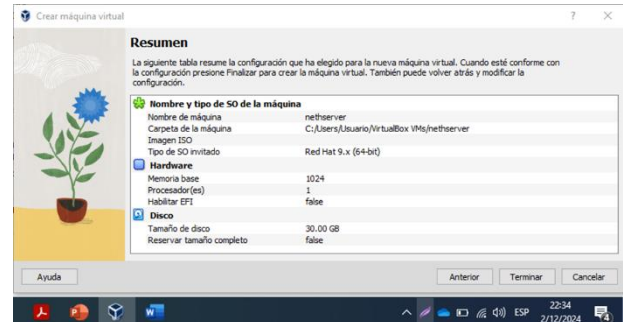 Crear máquina virtual
Resumen
La siguiente tabla resume la configuración que ha elegido para la nueva máquina virtual. Cuando esté conforme con
la configuración presione Finalizar para crear la máquina virtual. También puede volver atrás y modificar la
configuración.
Nombre y tipo de SO de la máquina
Nombre de máquina nethserver
Carpeta de la máquina C:/Users/Usuario/VirtualBox VMs/nethserver
Imagen ISO
Tipo de SO invitado Red Hat 9.x (64-bit)
Hardware
Memoria base 1024
Procesador(es) 1
Habilitar EFI false
Disco
Tamaño de disco 30.00 GB
Reservar tamaño completo false
Ayuda Anterior Terminar Cancelar
ESP 22:34
2/12/2024 4